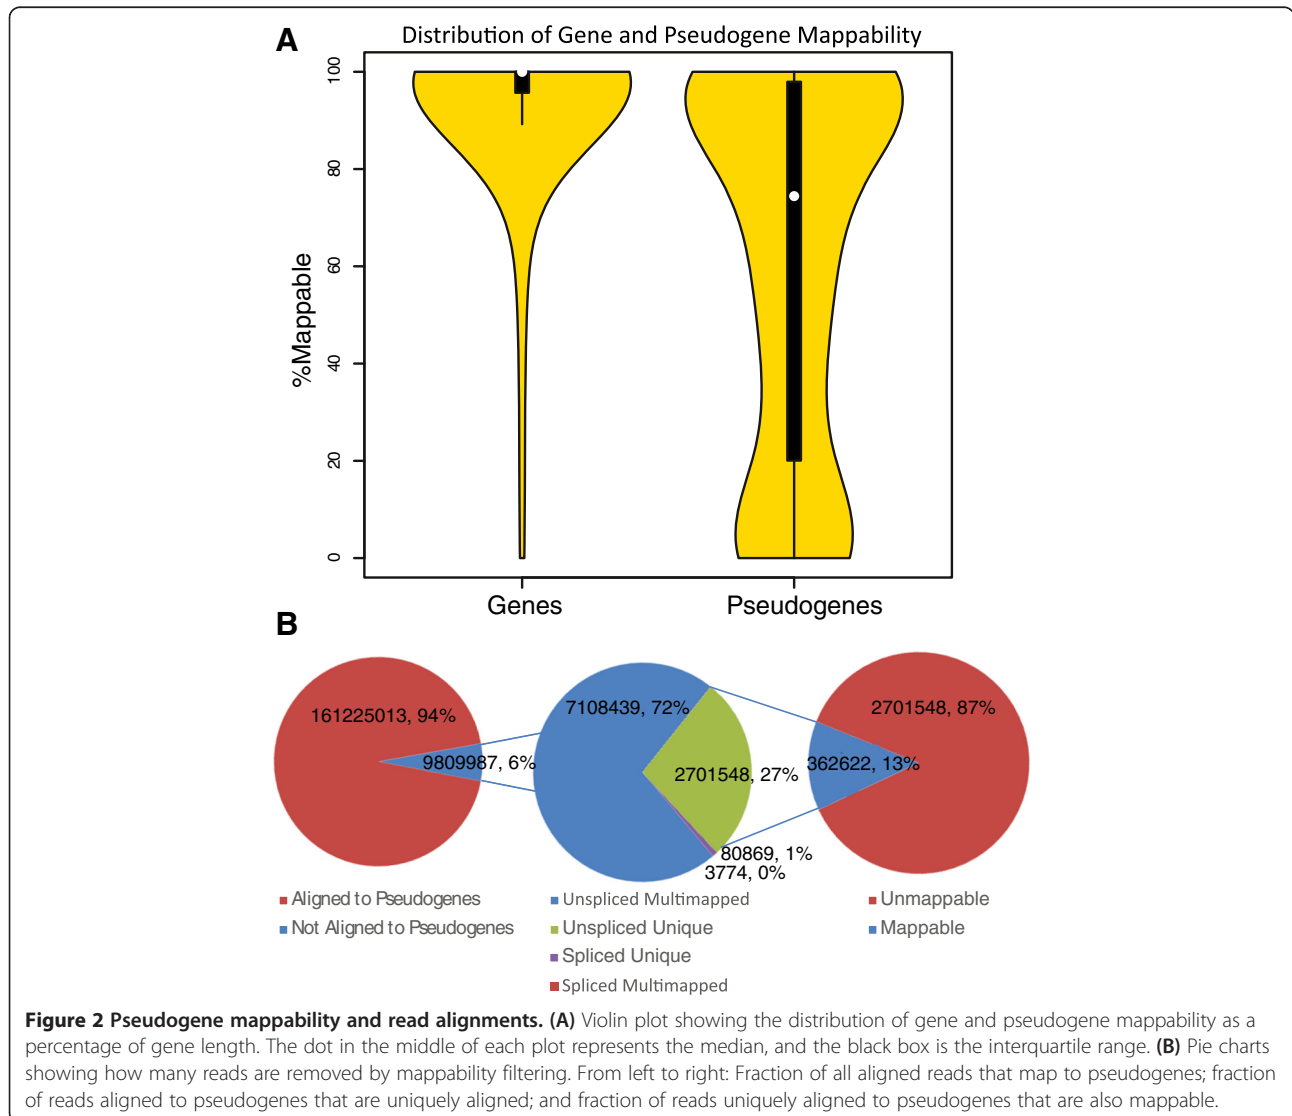 A
Distribution of Gene and Pseudogene Mappability
%Mappable
100
80
60
40
20
0
Genes
Pseudogenes
B
161225013, 94%
9809987, 6%
7108439, 72%
2701548, 27%
80869, 1%
3774, 0%
2701548, 87%
362622, 13%
Aligned to Pseudogenes
Not Aligned to Pseudogenes
Unspliced Multimapped
Unspliced Unique
Spliced Unique
Spliced Multimapped
Unmappable
Mappable
Figure 2 Pseudogene mappability and read alignments. (A) Violin plot showing the distribution of gene and pseudogene mappability as a
percentage of gene length. The dot in the middle of each plot represents the median, and the black box is the interquartile range. (B) Pie charts
showing how many reads are removed by mappability filtering. From left to right: Fraction of all aligned reads that map to pseudogenes; fraction
of reads aligned to pseudogenes that are uniquely aligned; and fraction of reads uniquely aligned to pseudogenes that are also mappable.